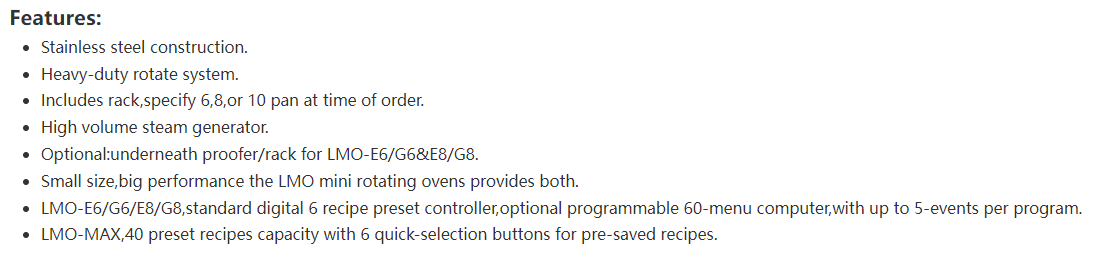 Features:
Stainless steel construction.
Heavy-duty rotate system.
Includes rack,specify 6,8,or 10 pan at time of order.
High volume steam generator.
Optional:underneath proofer/rack for LMO-E6/G6&E8/G8.
Small size,big performance the LMO mini rotating ovens provides both.
LMO-E6/G6/E8/G8,standard digital 6 recipe preset controller,optional programmable 60-menu computer,with up to 5-events per program.
LMO-MAX,40 preset recipes capacity with 6 quick-selection buttons for pre-saved recipes.